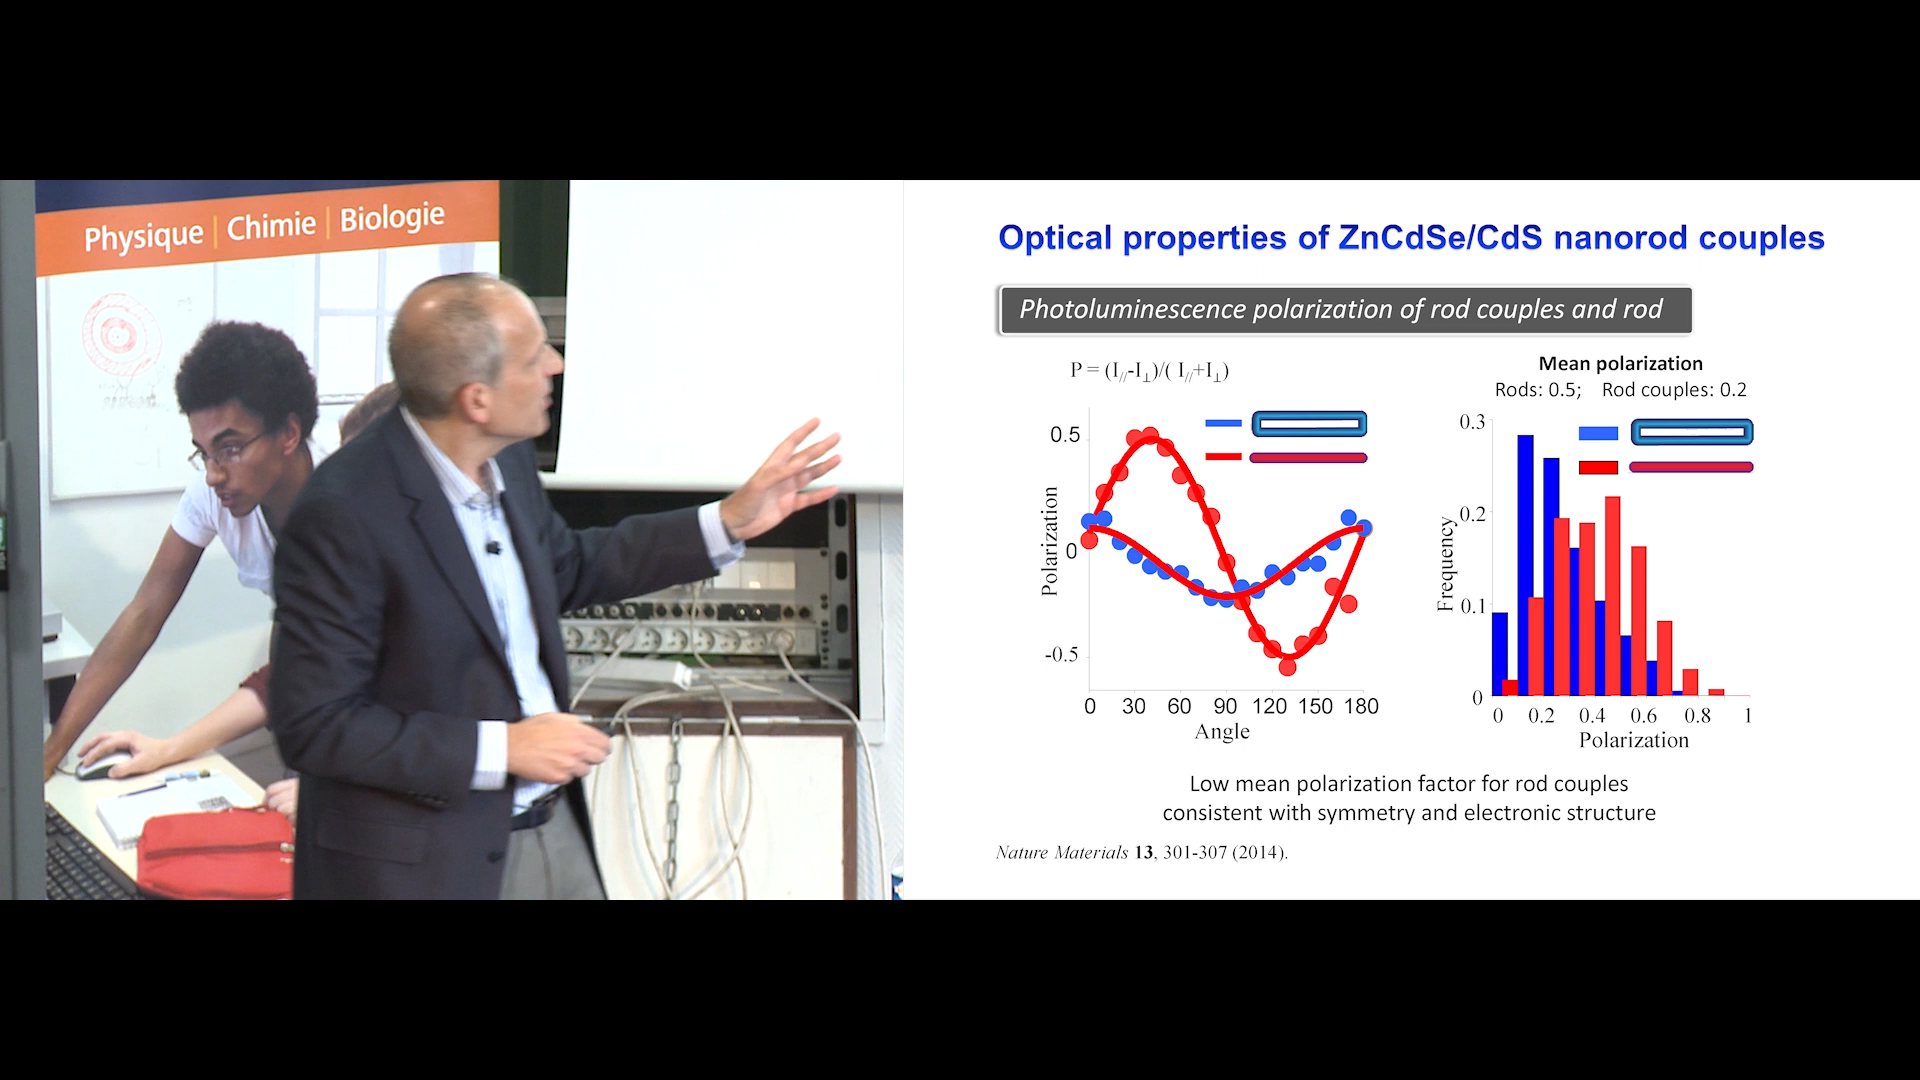 Physique | Chimie | Biologie
Optical properties of ZnCdSe/CdS nanorod couples
Photoluminescence polarization of rod couples and rod
P = (I//-I⊥)/( I//+I⊥)
0.5
0
-0.5
Polarization
0 30 60 90 120 150 180
Angle
Mean polarization
Rods: 0.5; Rod couples: 0.2
0.3
0.2
0.1
0
Frequency
0 0.2 0.4 0.6 0.8 1
Polarization
Low mean polarization factor for rod couples
consistent with symmetry and electronic structure
Nature Materials 13, 301-307 (2014).